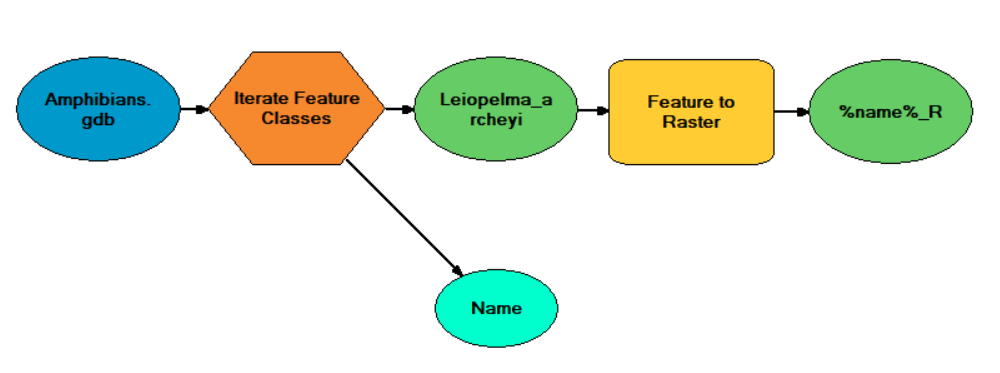 Amphibians.
gdb
Iterate Feature
Classes
Leiopelma_a
rcheyi
Feature to
Raster
%name%_R
Name